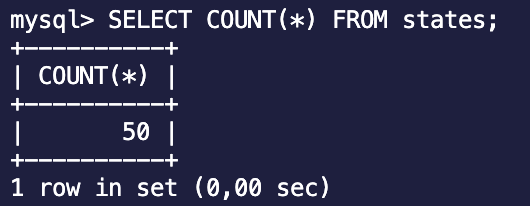 mysql> SELECT COUNT(*) FROM states;
+----------+
| COUNT(*) |
+----------+
|       50 |
+----------+
1 row in set (0,00 sec)